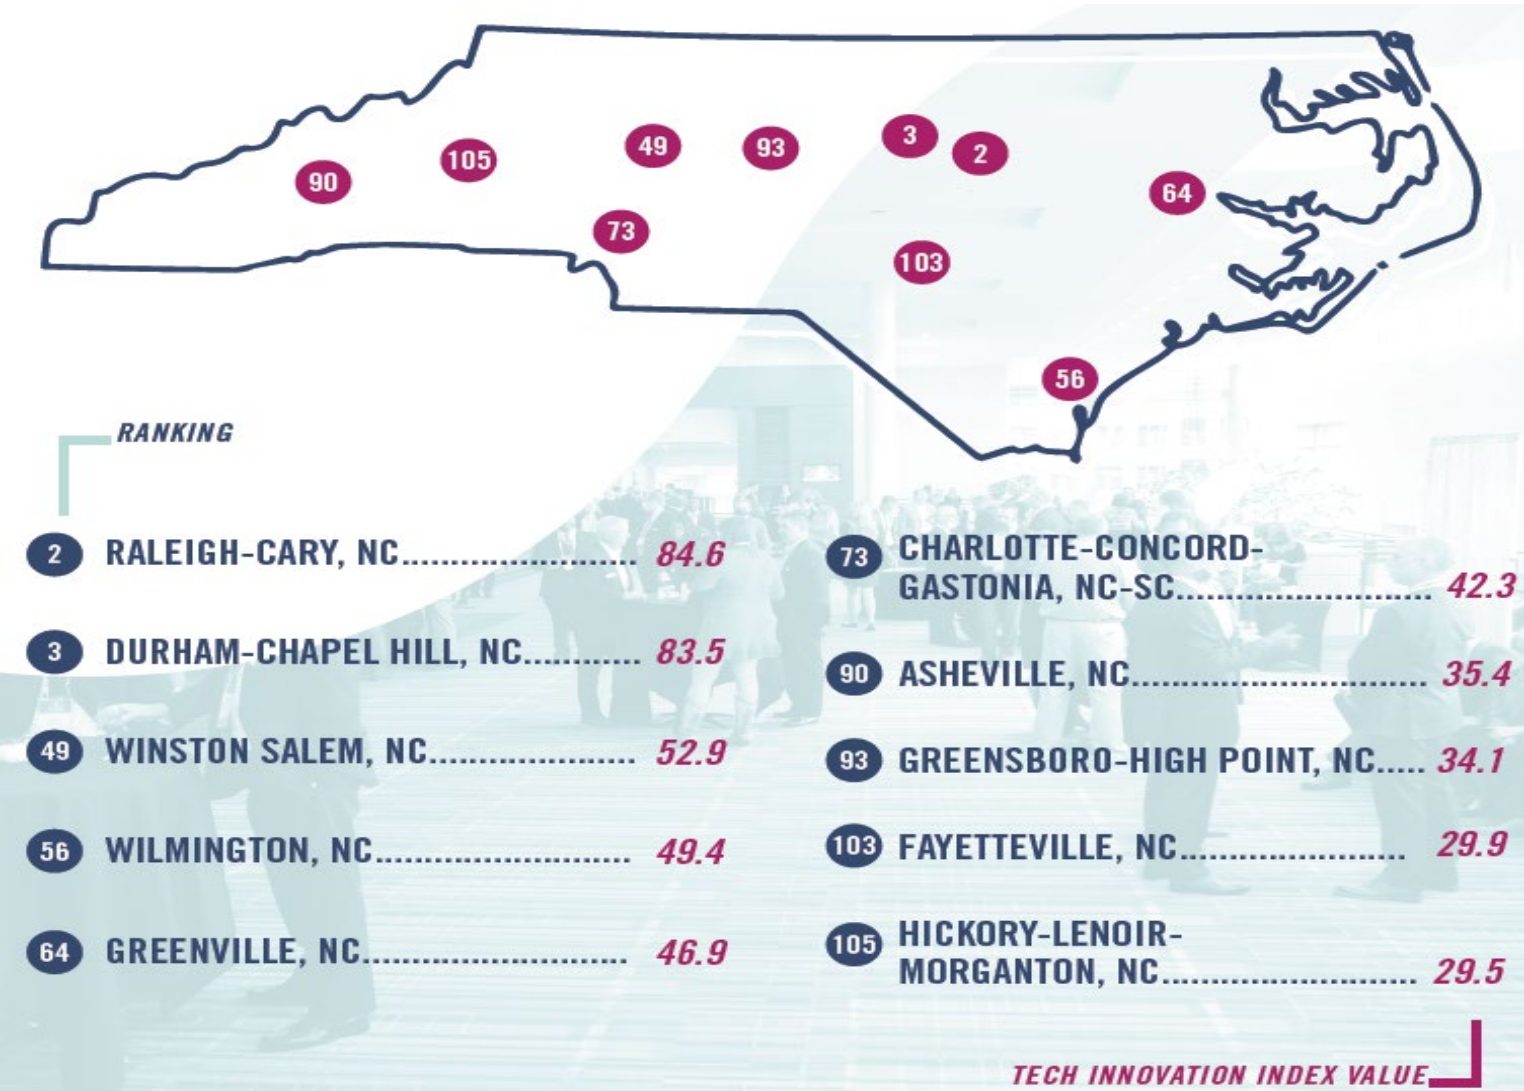 90
105
49
93
3
2
64
73
103
56
RANKING
2 RALEIGH-CARY, NC........................ 84.6
3 DURHAM-CHAPEL HILL, NC............ 83.5
49 WINSTON SALEM, NC..................... 52.9
56 WILMINGTON, NC.......................... 49.4
64 GREENVILLE, NC........................... 46.9
73 CHARLOTTE-CONCORD-
GASTONIA, NC-SC.......................... 42.3
90 ASHEVILLE, NC.............................. 35.4
93 GREENSBORO-HIGH POINT, NC..... 34.1
103 FAYETTEVILLE, NC....................... 29.9
105 HICKORY-LENOIR-
MORGANTON, NC.......................... 29.5
TECH INNOVATION INDEX VALUE